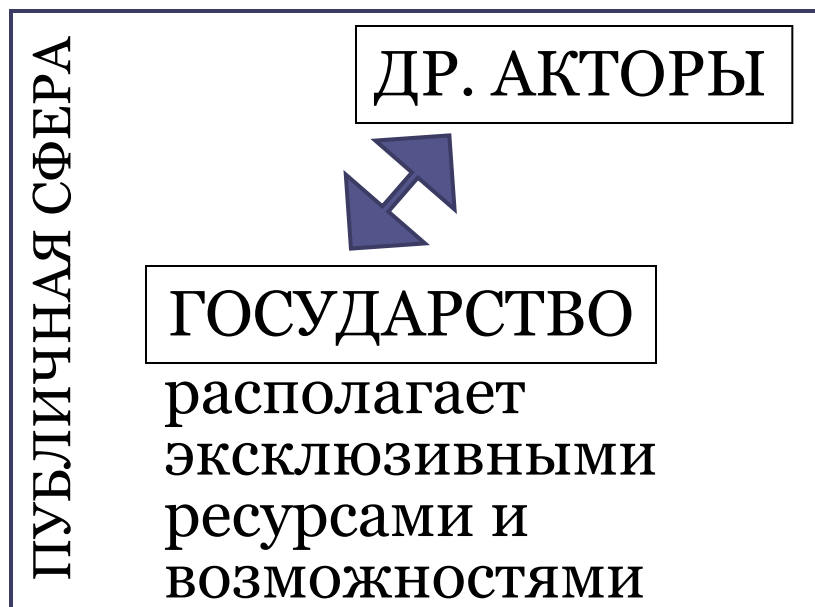 ПУБЛИЧНАЯ СФЕРА
ДР. АКТОРЫ
ГОСУДАРСТВО
располагает
эксклюзивными
ресурсами и
возможностями